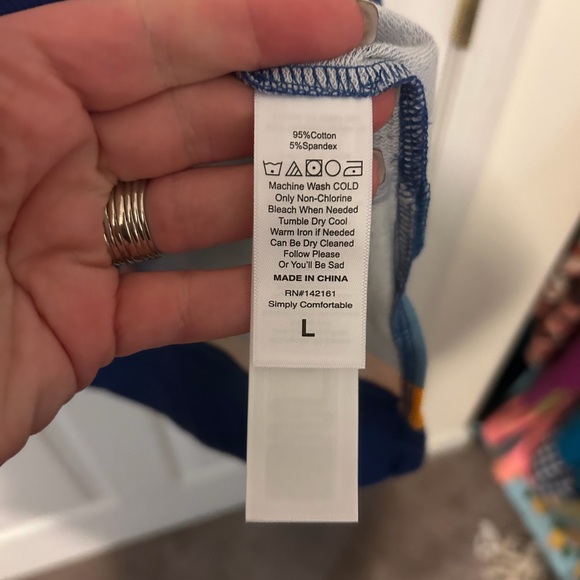 95%Cotton
5%Spandex
Machine Wash COLD
Only Non-Chlorine
Bleach When Needed
Tumble Dry Cool
Warm Iron if Needed
Can Be Dry Cleaned
Follow Please
Or You'll Be Sad
MADE IN CHINA
RN#142161
Simply Comfortable
L